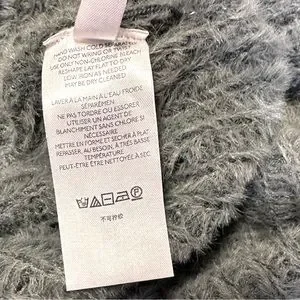 HAND WASH COLD SEPARATELY
DO NOT WRING OR TWIST
USE ONLY NON-CHLORINE BLEACH
RESHAPE LAY FLAT TO DRY
LOW IRON AS NEEDED
MAY BE DRY CLEANED
LAVER À LA MAIN À L'EAU FROIDE
SÉPARÉMENT
NE PAS TORDRE OU ESSORER
UTILISER UN AGENT DE
BLANCHIMENT SANS CHLORE SI
NÉCESSAIRE
METTRE EN FORME ET SÉCHER À PLAT
REPASSER, AU BESOIN, À TRÈS BASSE
TEMPÉRATURE
PEUT-ÊTRE ÊTRE NETTOYÉE À SEC
不可拧绞